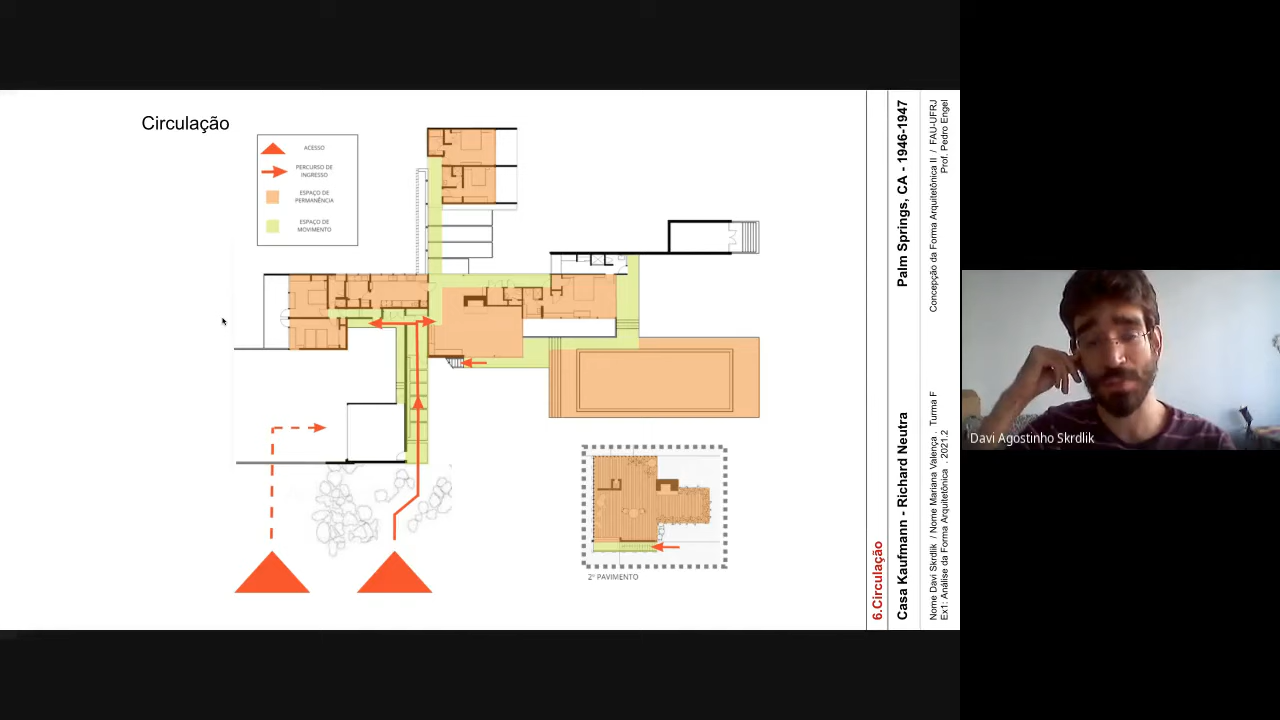 Circulação
ACESSO
PERCURSO DE
INGRESSO
ESPAÇO DE
PERMANÊNCIA
ESPAÇO DE
MOVIMENTO
2º PAVIMENTO
6.Circulação
Casa Kaufmann - Richard Neutra
Palm Springs, CA - 1946-1947
Nome Davi Skrdlik / Nome Mariana Valença . Turma F
Ex1: Análise da Forma Arquitetônica . 2021.2
Concepção da Forma Arquitetônica II / FAU-UFRJ
Prof. Pedro Engel
Davi Agostinho Skrdlik